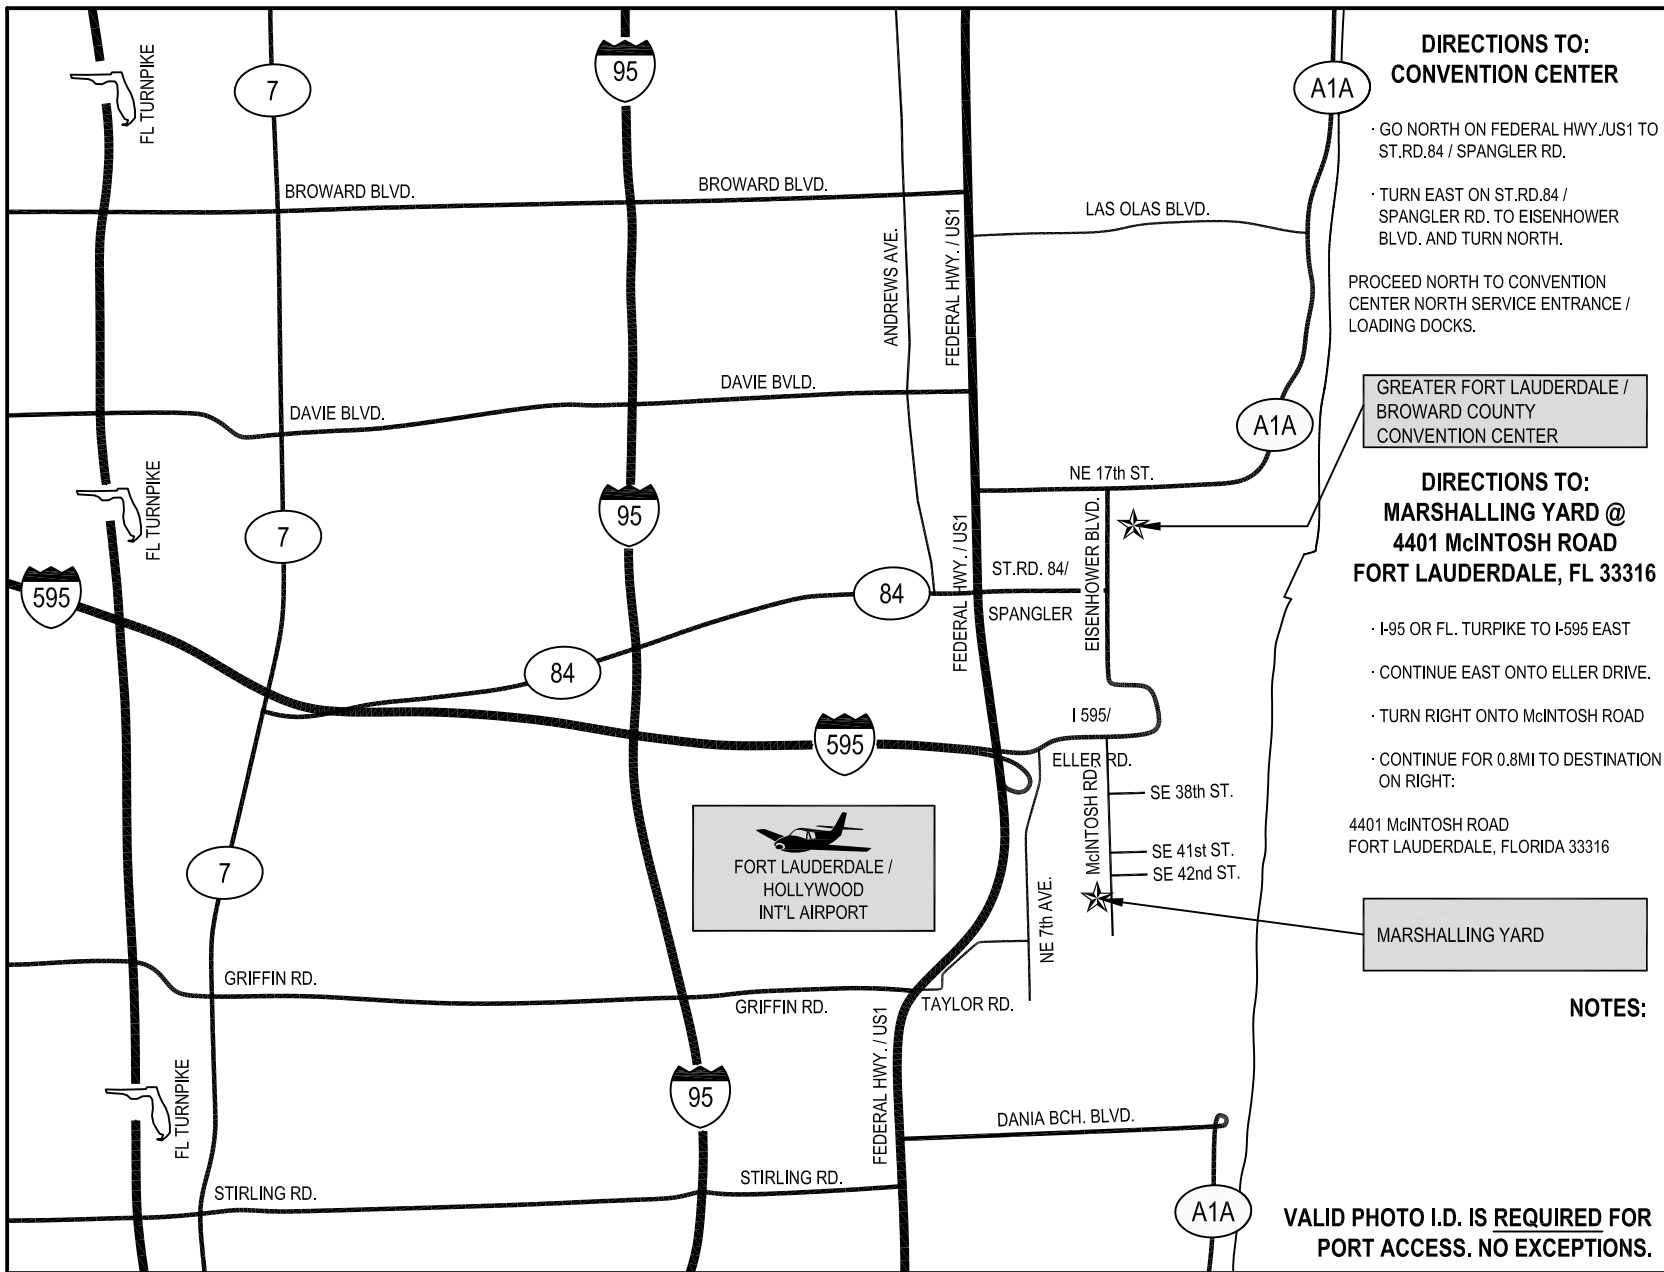 FL TURNPIKE
7
95
A1A
BROWARD BLVD.
BROWARD BLVD.
LAS OLAS BLVD.
ANDREWS AVE.
FEDERAL HWY. / US1
DAVIE BVLD.
DAVIE BLVD.
A1A
NE 17th ST.
FL TURNPIKE
7
95
EISENHOWER BLVD.
FEDERAL HWY. / US1
ST.RD. 84/
SPANGLER
595
84
84
I 595/
ELLER RD.
595
McINTOSH RD.
SE 38th ST.
SE 41st ST.
SE 42nd ST.
NE 7th AVE.
7
FORT LAUDERDALE /
HOLLYWOOD
INT'L AIRPORT
GRIFFIN RD.
GRIFFIN RD.
TAYLOR RD.
FEDERAL HWY. / US1
FL TURNPIKE
95
DANIA BCH. BLVD.
STIRLING RD.
STIRLING RD.
A1A
DIRECTIONS TO:
CONVENTION CENTER
· GO NORTH ON FEDERAL HWY./US1 TO
ST.RD.84 / SPANGLER RD.
· TURN EAST ON ST.RD.84 /
SPANGLER RD. TO EISENHOWER
BLVD. AND TURN NORTH.
PROCEED NORTH TO CONVENTION
CENTER NORTH SERVICE ENTRANCE /
LOADING DOCKS.
GREATER FORT LAUDERDALE /
BROWARD COUNTY
CONVENTION CENTER
DIRECTIONS TO:
MARSHALLING YARD @
4401 McINTOSH ROAD
FORT LAUDERDALE, FL 33316
· I-95 OR FL. TURPIKE TO I-595 EAST
· CONTINUE EAST ONTO ELLER DRIVE.
· TURN RIGHT ONTO McINTOSH ROAD
· CONTINUE FOR 0.8MI TO DESTINATION
ON RIGHT:
4401 McINTOSH ROAD
FORT LAUDERDALE, FLORIDA 33316
MARSHALLING YARD
NOTES:
VALID PHOTO I.D. IS REQUIRED FOR
PORT ACCESS. NO EXCEPTIONS.